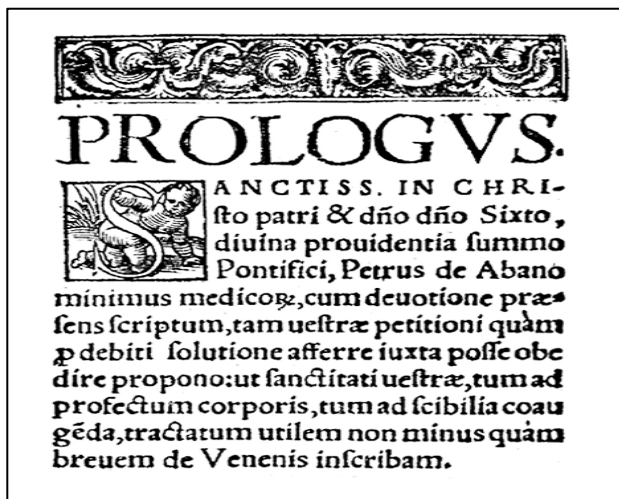 PROLOGVS.
SANCTISS. IN CHRI-
ſto patri & dño dño Sixto,
diuina prouidentia ſummo
Pontifici, Petrus de Abano
minimus medicoꝝ, cum deuotione præ-
ſens ſcriptum, tam ueſtræ petitioni quàm
ꝓ debiti ſolutione afferre iuxta poſſe obe
dire propono: ut ſanctitati ueſtræ, tum ad
profectum corporis, tum ad ſcibilia coau
gẽda, tractatum utilem non minus quàm
breuem de Venenis inſcribam.